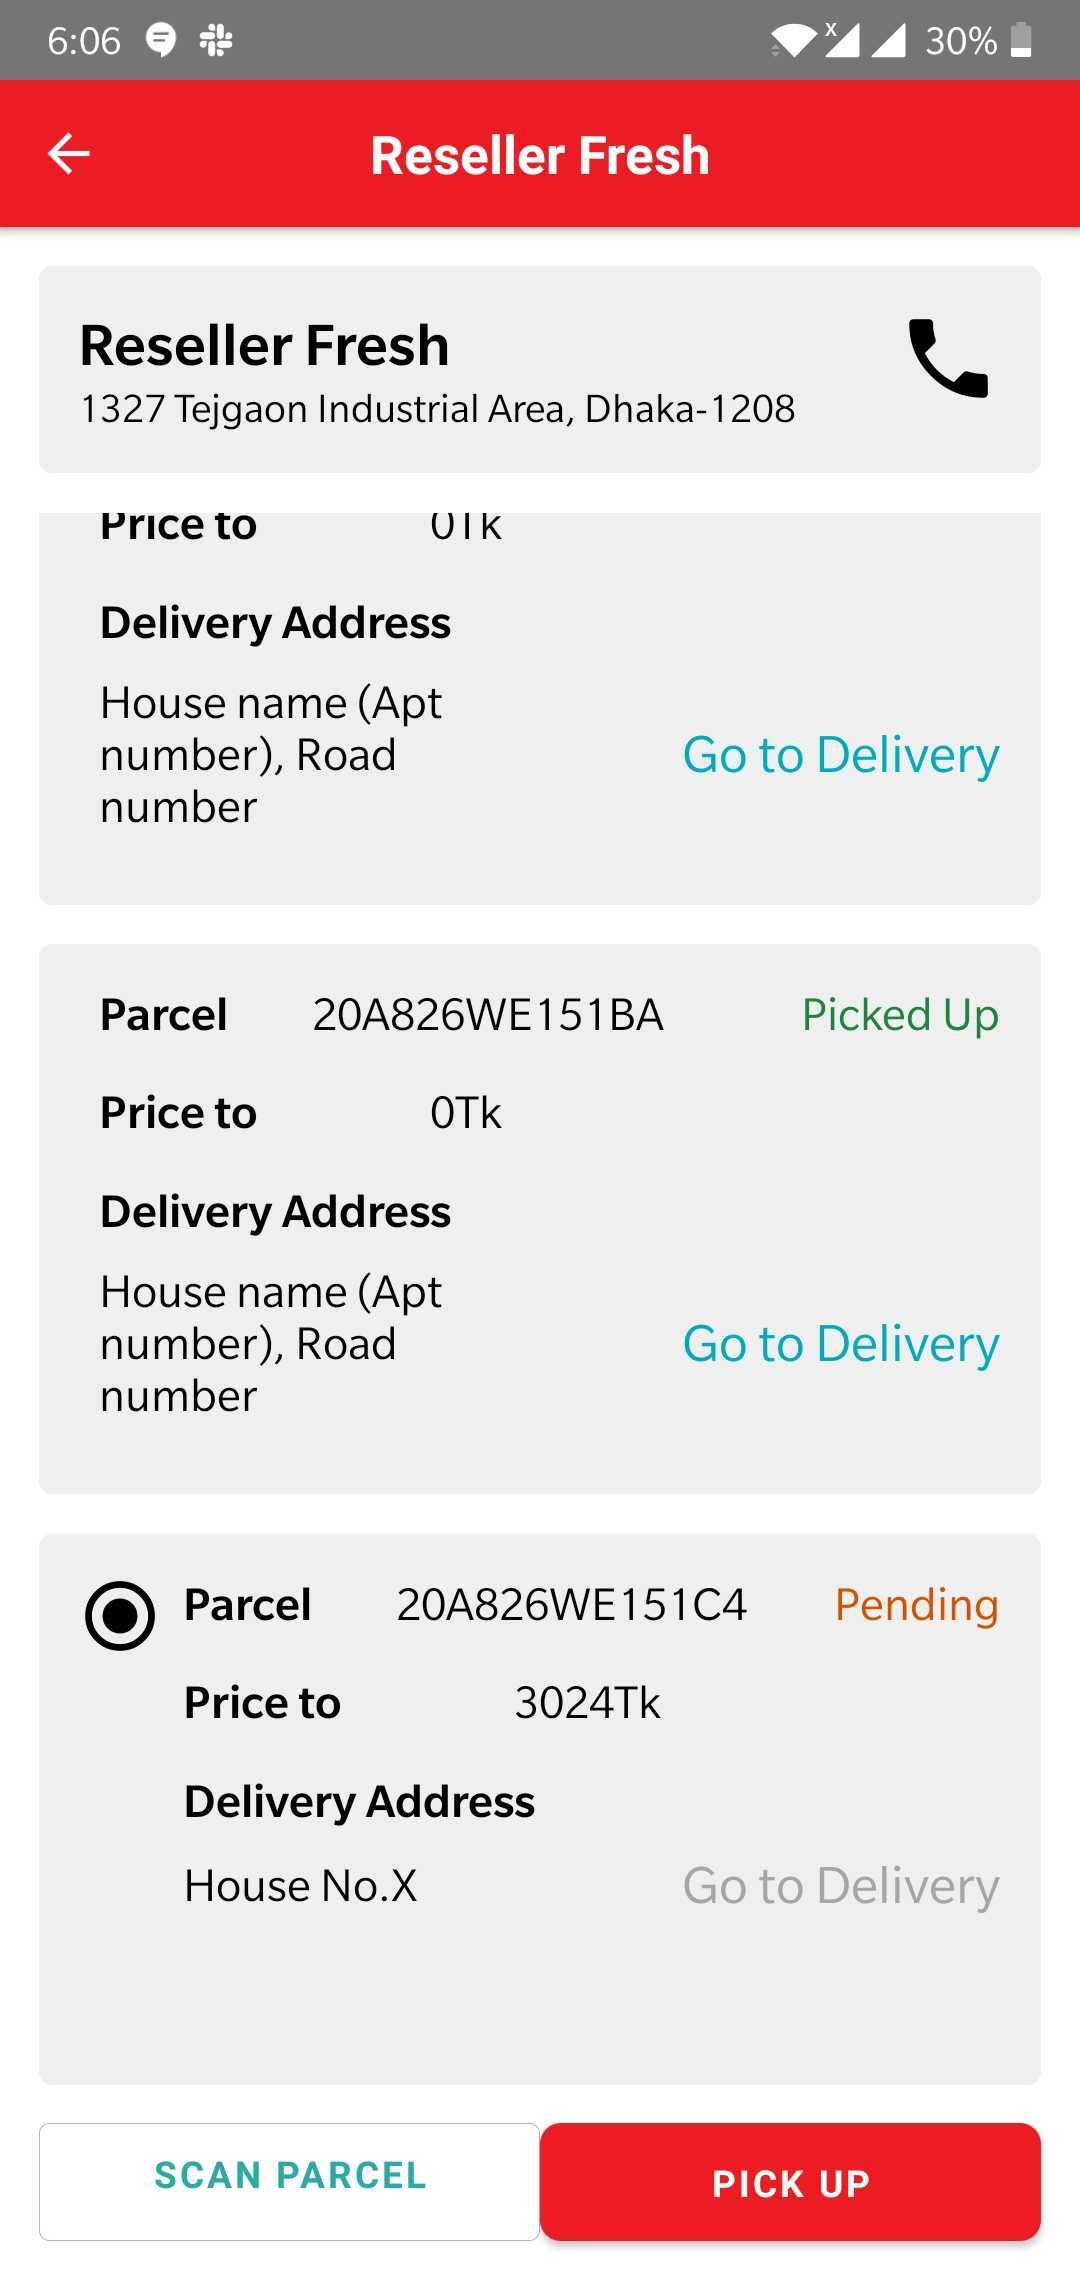 6:06
x
30%
Reseller Fresh
Reseller Fresh
1327 Tejgaon Industrial Area, Dhaka-1208
Price to 0Tk
Delivery Address
House name (Apt
number), Road
number
Go to Delivery
Parcel 20A826WE151BA Picked Up
Price to 0Tk
Delivery Address
House name (Apt
number), Road
number
Go to Delivery
Parcel 20A826WE151C4 Pending
Price to 3024Tk
Delivery Address
House No.X Go to Delivery
SCAN PARCEL PICK UP